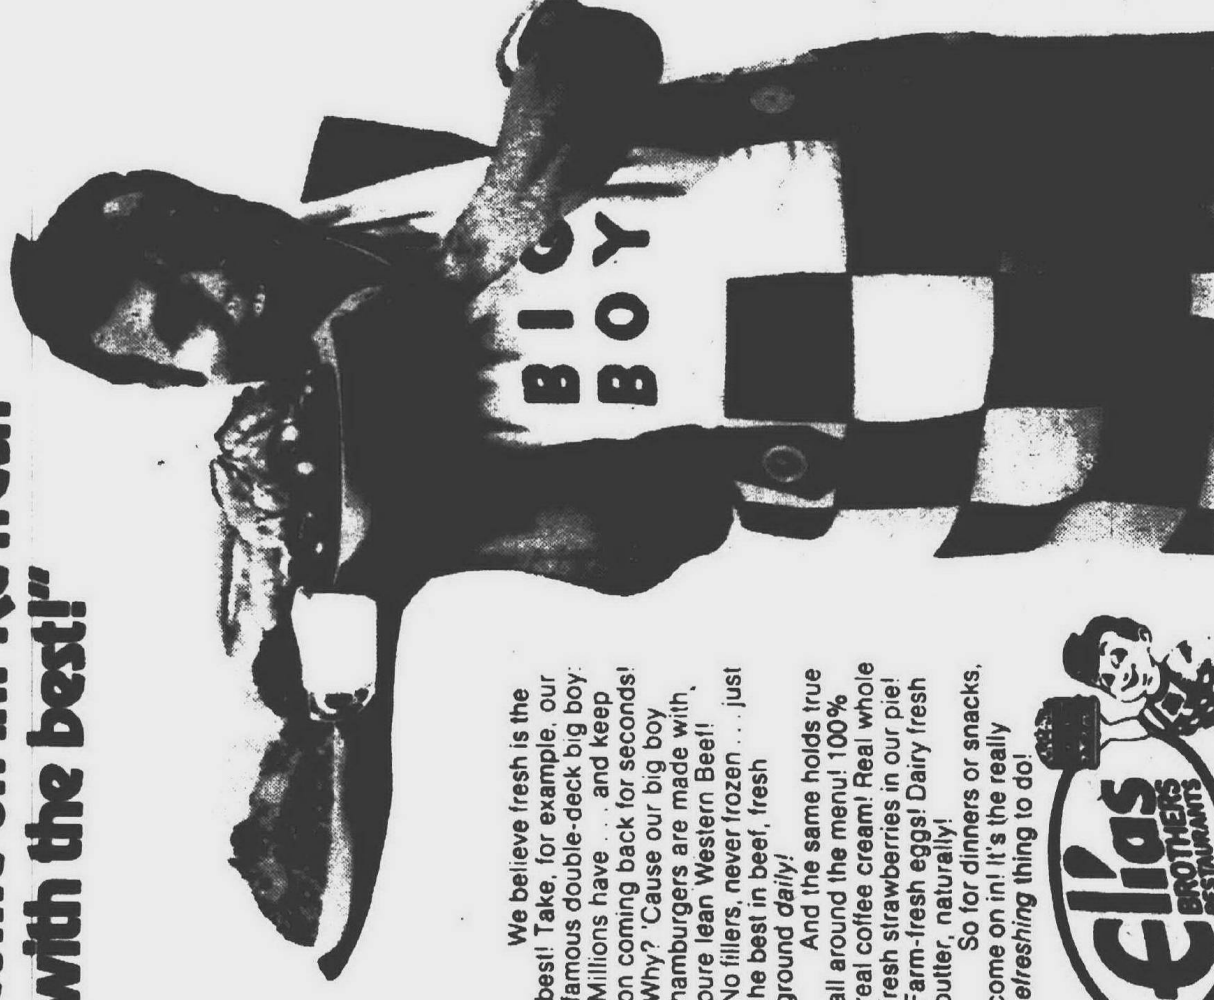 with the best!"
BIG
BOY
We believe fresh is the
best! Take, for example, our
famous double-deck big boy:
Millions have . . . and keep
on coming back for seconds!
Why? 'Cause our big boy
hamburgers are made with
pure lean Western Beef!
No fillers, never frozen . . . just
he best in beef, fresh
ground daily!
And the same holds true
all around the menu! 100%
real coffee cream! Real whole
resh strawberries in our pie!
Farm-fresh eggs! Dairy fresh
butter, naturally!
So for dinners or snacks,
come on in! It's the really
efreshing thing to do!
Elias
BROTHERS
RESTAURANTS